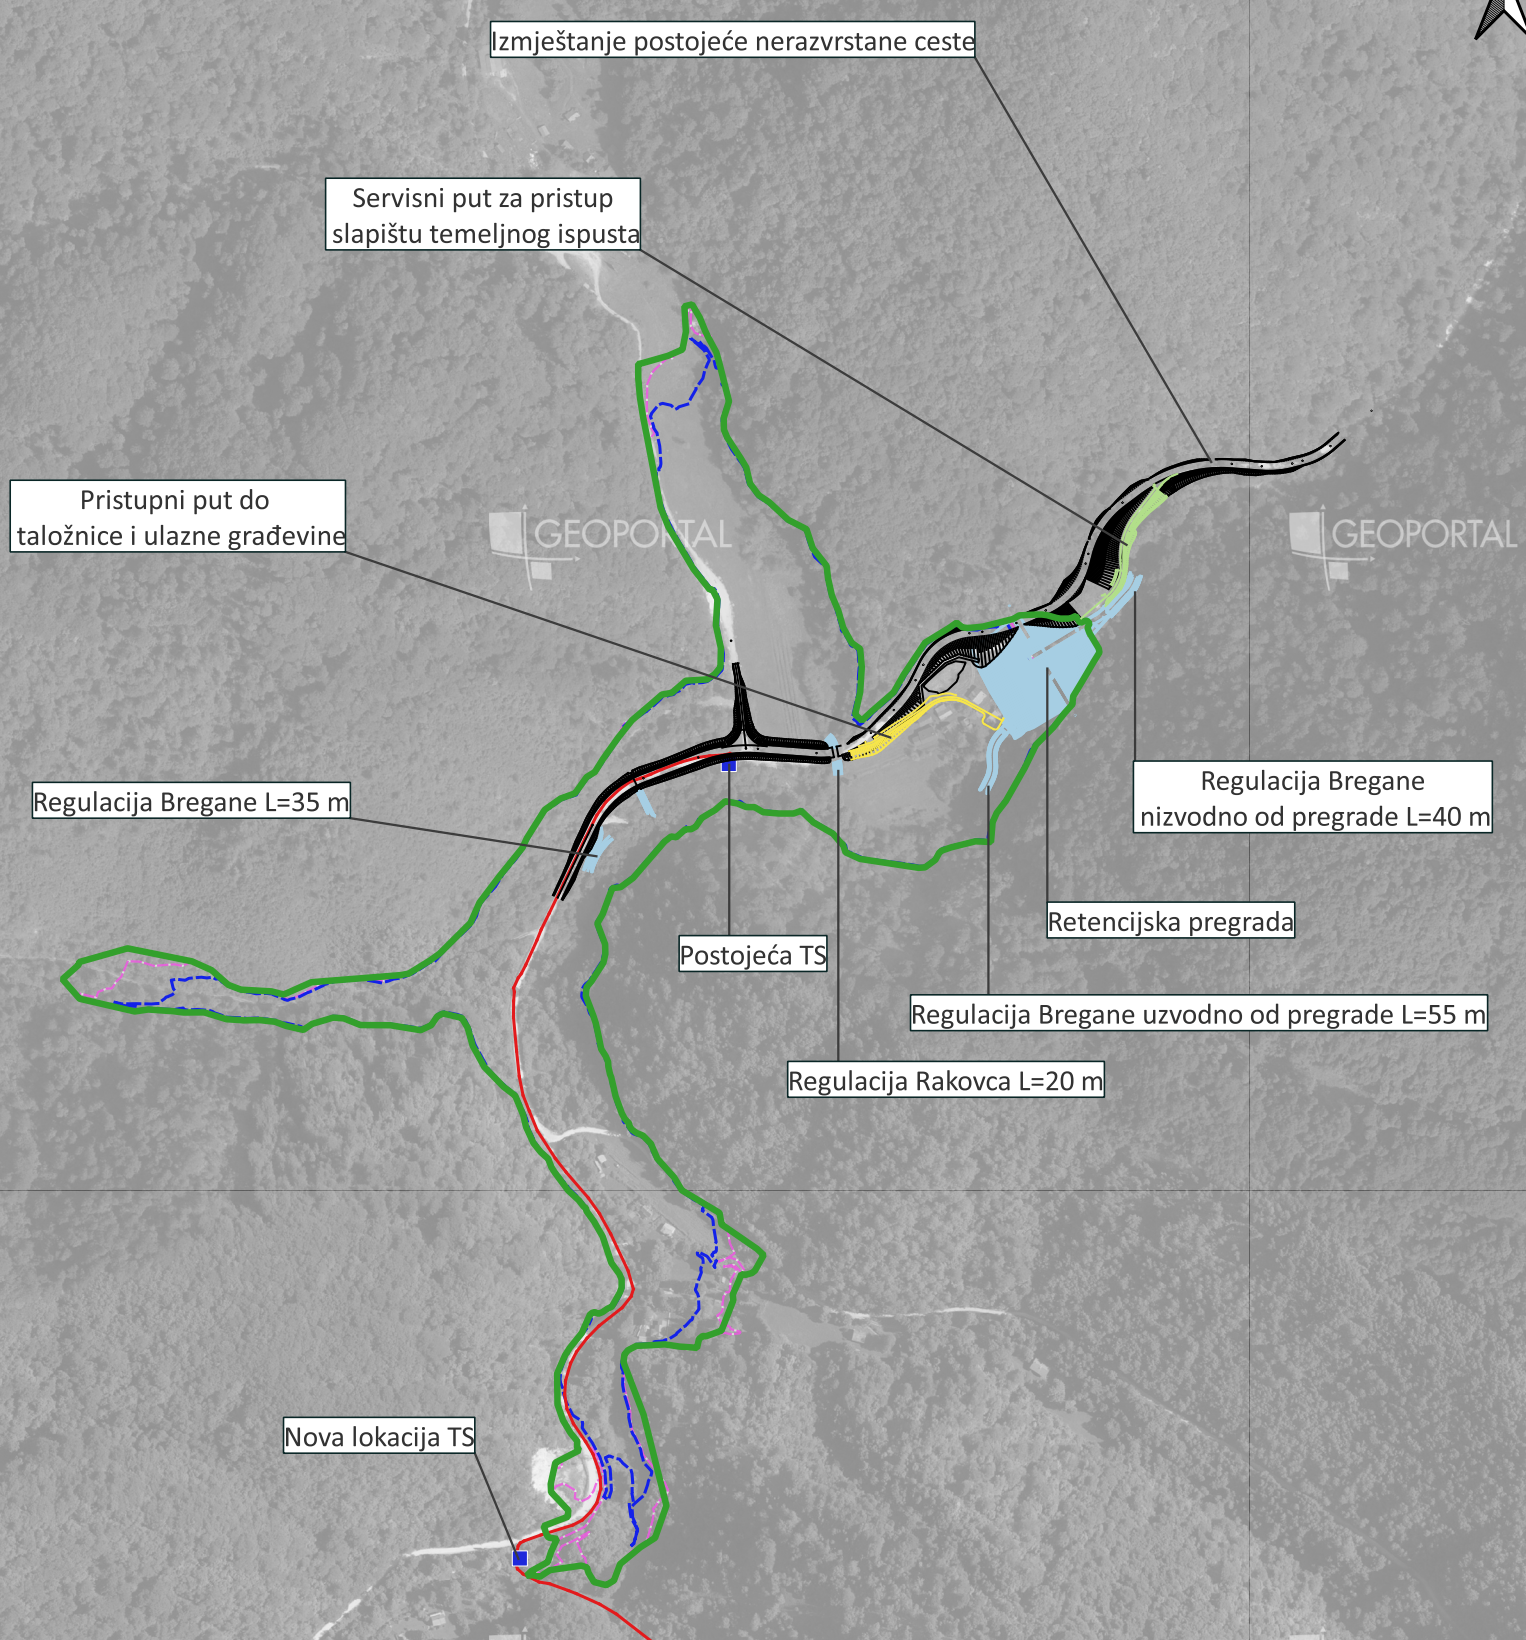 Izmještanje postojeće nerazvrstane ceste
Servisni put za pristup
slapištu temeljnog ispusta
Pristupni put do
taložnice i ulazne građevine
GEOPORTAL
GEOPORTAL
Regulacija Bregane L=35 m
Regulacija Bregane
nizvodno od pregrade L=40 m
Retencijska pregrada
Postojeća TS
Regulacija Bregane uzvodno od pregrade L=55 m
Regulacija Rakovca L=20 m
Nova lokacija TS